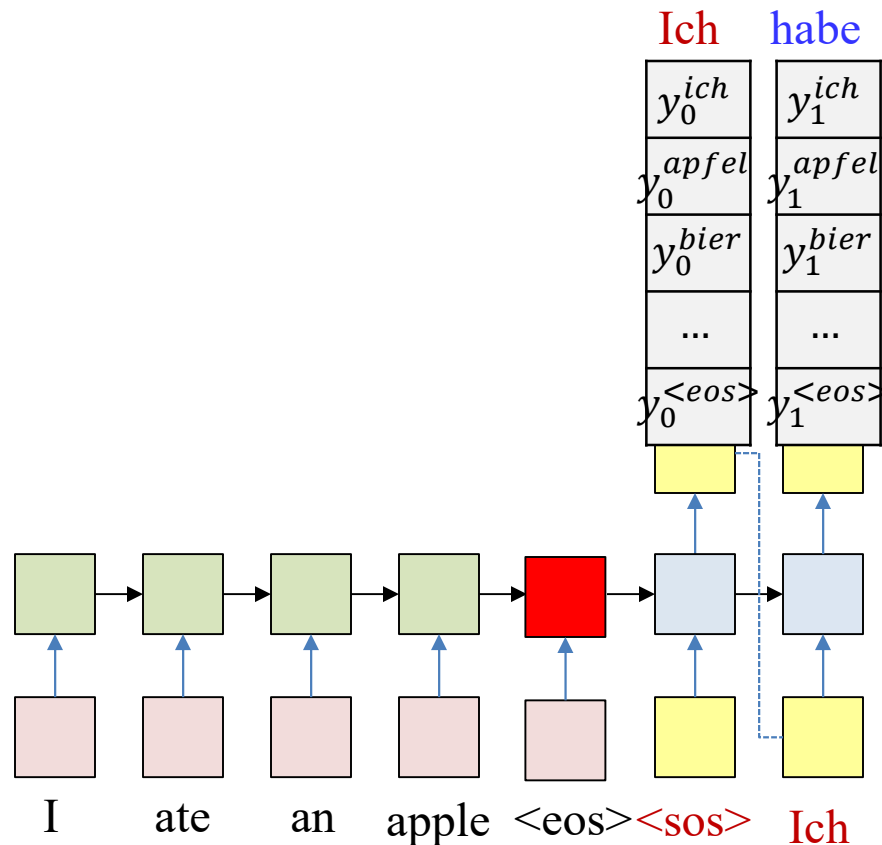 Ich habe
y_0^{ich} y_1^{ich}
y_0^{apfel} y_1^{apfel}
y_0^{bier} y_1^{bier}
... ...
y_0^{<eos>} y_1^{<eos>}
I ate an apple <eos> <sos> Ich